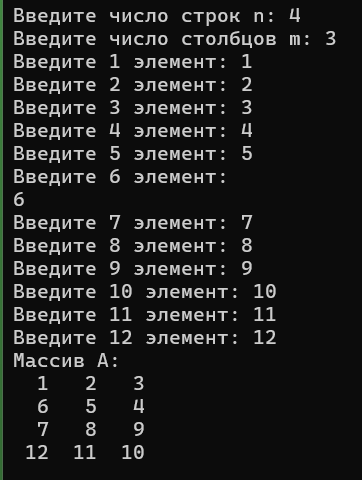 Введите число строк n: 4
Введите число столбцов m: 3
Введите 1 элемент: 1
Введите 2 элемент: 2
Введите 3 элемент: 3
Введите 4 элемент: 4
Введите 5 элемент: 5
Введите 6 элемент:
6
Введите 7 элемент: 7
Введите 8 элемент: 8
Введите 9 элемент: 9
Введите 10 элемент: 10
Введите 11 элемент: 11
Введите 12 элемент: 12
Массив A:
  1   2   3
  6   5   4
  7   8   9
 12  11  10